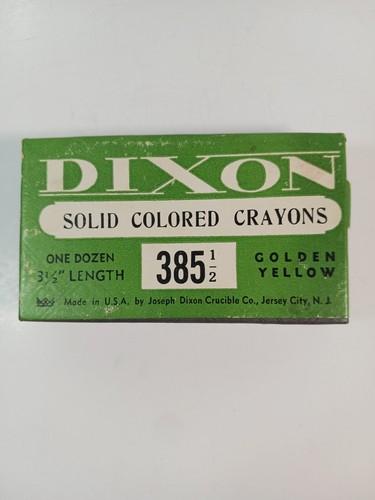 DIXON
SOLID COLORED CRAYONS
ONE DOZEN
3½" LENGTH
385½
GOLDEN
YELLOW
Made in U.S.A. by Joseph Dixon Crucible Co., Jersey City, N. J.